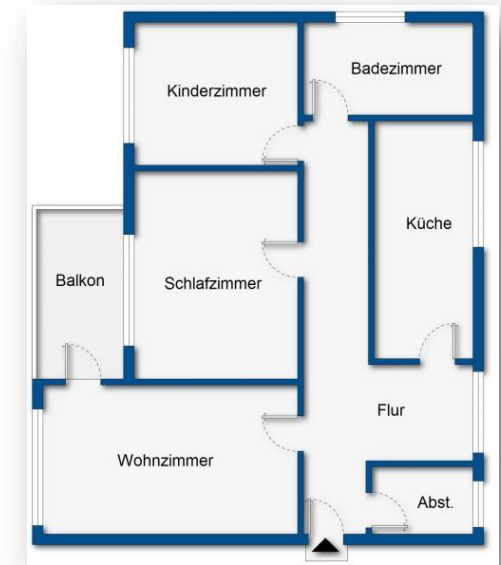 Badezimmer
Kinderzimmer
Küche
Balkon
Schlafzimmer
Flur
Wohnzimmer
Abst.